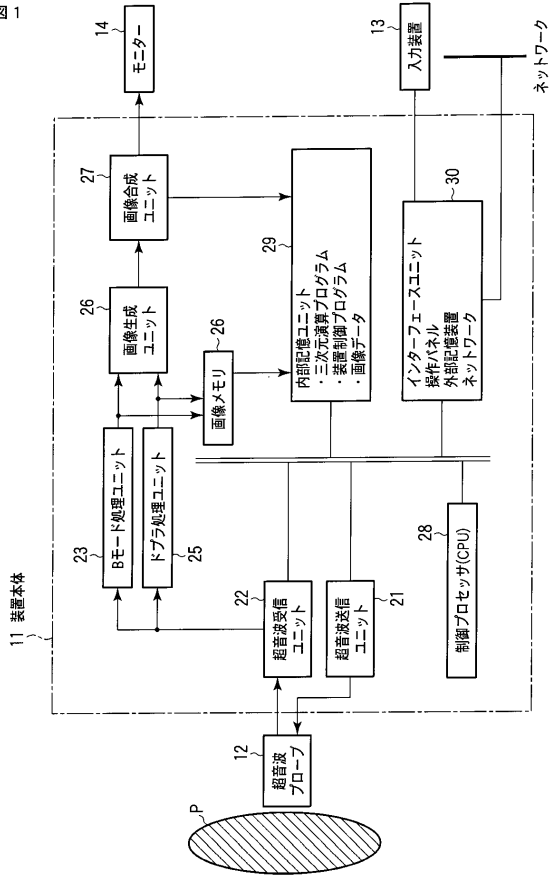 図1
11 装置本体
P
12
超音波
プローブ
22
超音波受信
ユニット
21
超音波送信
ユニット
23
Bモード処理ユニット
25
ドプラ処理ユニット
26
画像生成
ユニット
27
画像合成
ユニット
14
モニター
26
画像メモリ
29
内部記憶ユニット
・三次元演算プログラム
・装置制御プログラム
・画像データ
28
制御プロセッサ(CPU)
30
インターフェースユニット
操作パネル
外部記憶装置
ネットワーク
13
入力装置
ネットワーク